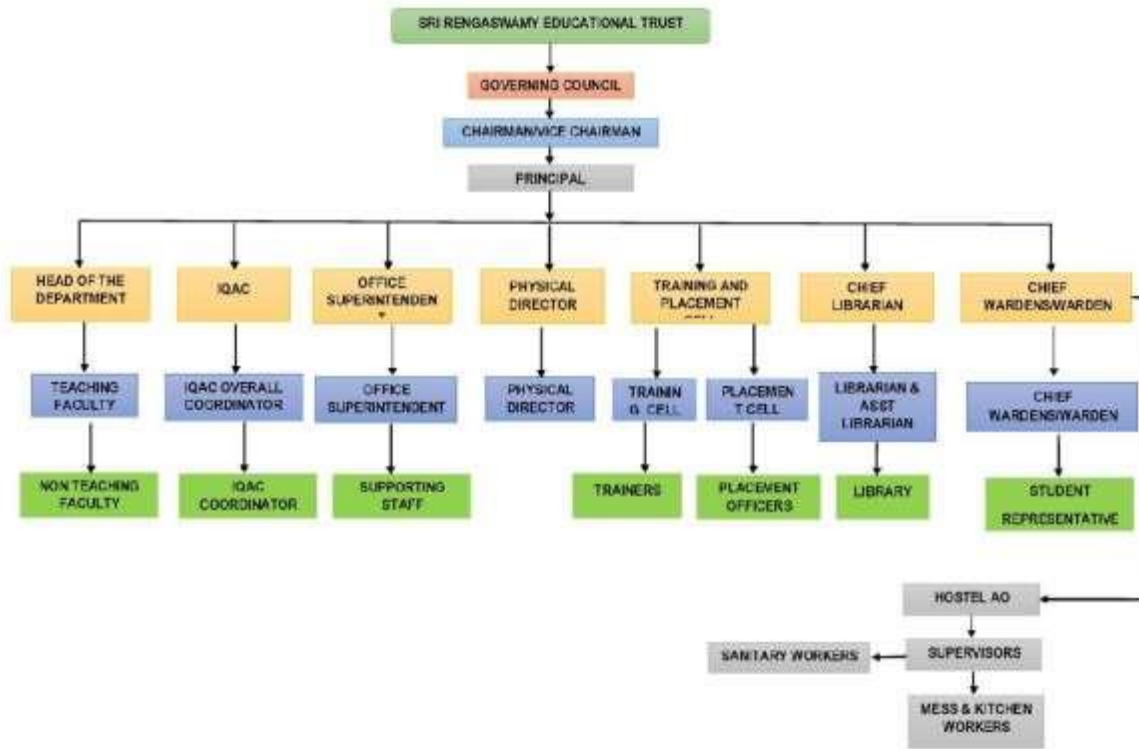 SRI RENGASWAMY EDUCATIONAL TRUST
GOVERNING COUNCIL
CHAIRMAN/VICE CHAIRMAN
PRINCIPAL
HEAD OF THE
DEPARTMENT
IQAC
OFFICE
SUPERINTENDEN
PHYSICAL
DIRECTOR
TRAINING AND
PLACEMENT
CHIEF
LIBRARIAN
CHIEF
WARDENS/WARDEN
TEACHING
FACULTY
IQAC OVERALL
COORDINATOR
OFFICE
SUPERINTENDENT
PHYSICAL
DIRECTOR
TRAININ
G. CELL
PLACEMEN
T CELL
LIBRARIAN &
ASST
LIBRARIAN
CHIEF
WARDENS/WARDEN
NON TEACHING
FACULTY
IQAC
COORDINATOR
SUPPORTING
STAFF
TRAINERS
PLACEMENT
OFFICERS
LIBRARY
STUDENT
REPRESENTATIVE
HOSTEL AO
SANITARY WORKERS
SUPERVISORS
MESS & KITCHEN
WORKERS